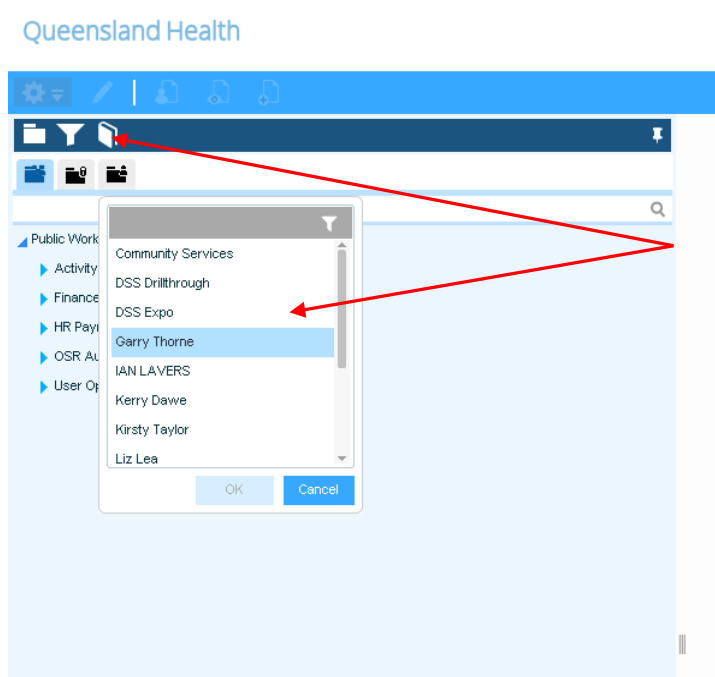 Queensland Health
Public Work
Activity
Finance
HR Pay
OSR Au
User Op
Community Services
DSS Drillthrough
DSS Expo
Garry Thorne
IAN LAVERS
Kerry Dawe
Kirsty Taylor
Liz Lea
OK
Cancel